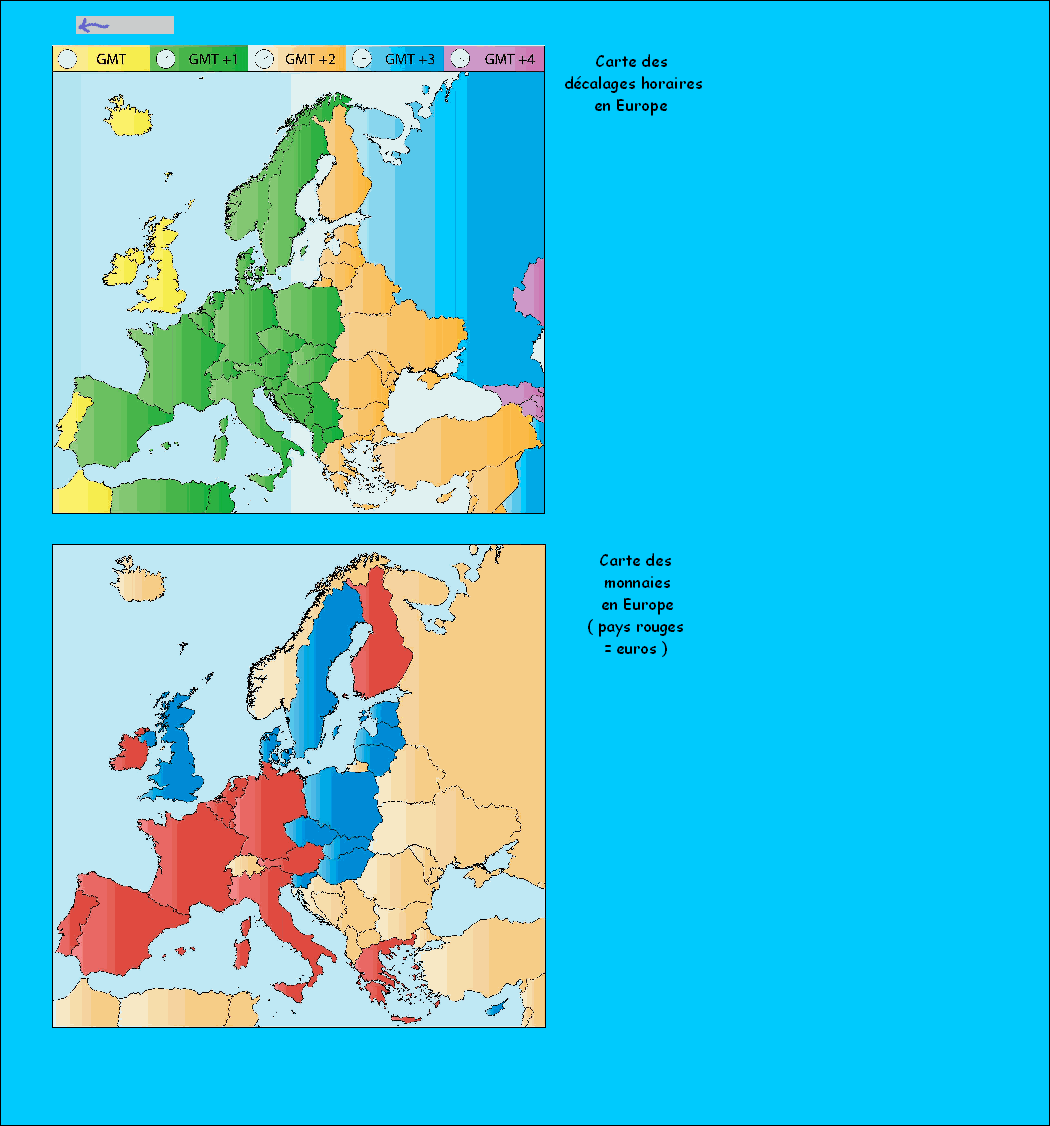 GMT GMT +1 GMT +2 GMT +3 GMT +4
Carte des
décalages horaires
en Europe
Carte des
monnaies
en Europe
( pays rouges
= euros )